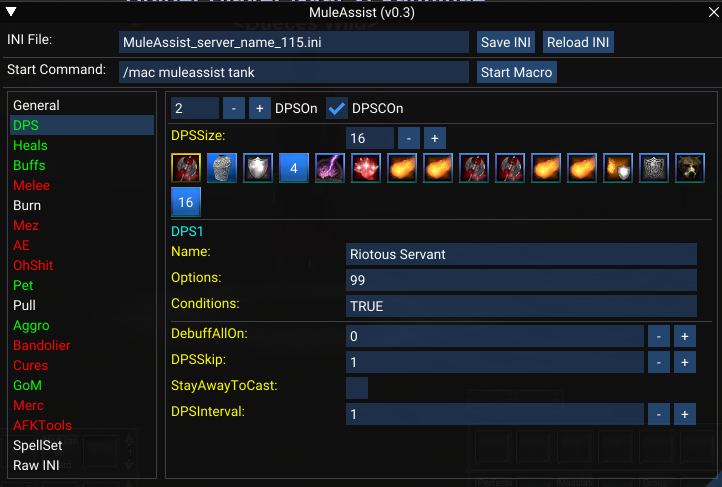 MuleAssist (v0.3)
INI File:
MuleAssist_server_name_115.ini
Save INI
Reload INI
Start Command:
/mac muleassist tank
Start Macro
General
DPS
Heals
Buffs
Melee
Burn
Mez
AE
OhShit
Pet
Pull
Aggro
Bandolier
Cures
GoM
Merc
AFKTools
SpellSet
Raw INI
2 - + DPSOn DPSCOn
DPSSize: 16 - +
4
16
DPS1
Name: Riotous Servant
Options: 99
Conditions: TRUE
DebuffAllOn: 0 - +
DPSSkip: 1 - +
StayAwayToCast:
DPSInterval: 1 - +